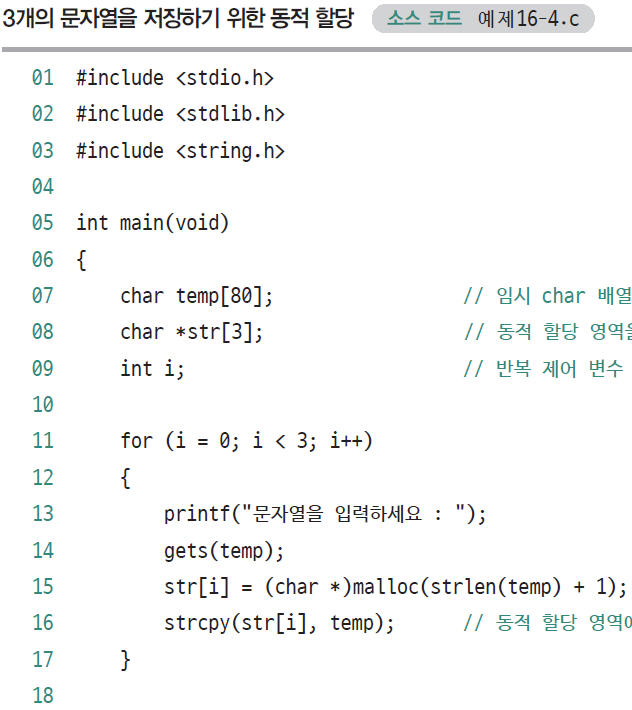 3개의 문자열을 저장하기 위한 동적 할당 소스 코드 예제16-4.c
01 #include <stdio.h>
02 #include <stdlib.h>
03 #include <string.h>
04
05 int main(void)
06 {
07 char temp[80]; // 임시 char 배열
08 char *str[3]; // 동적 할당 영역을
09 int i; // 반복 제어 변수
10
11 for (i = 0; i < 3; i++)
12 {
13 printf("문자열을 입력하세요 : ");
14 gets(temp);
15 str[i] = (char *)malloc(strlen(temp) + 1);
16 strcpy(str[i], temp); // 동적 할당 영역에
17 }
18